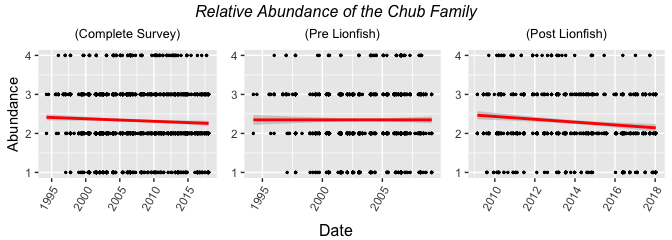 Relative Abundance of the Chub Family
(Complete Survey) (Pre Lionfish) (Post Lionfish)
Abundance
4
3
2
1
4
3
2
1
4
3
2
1
1995 2000 2005 2010 2015
1995 2000 2005
2010 2012 2014 2016 2018
Date